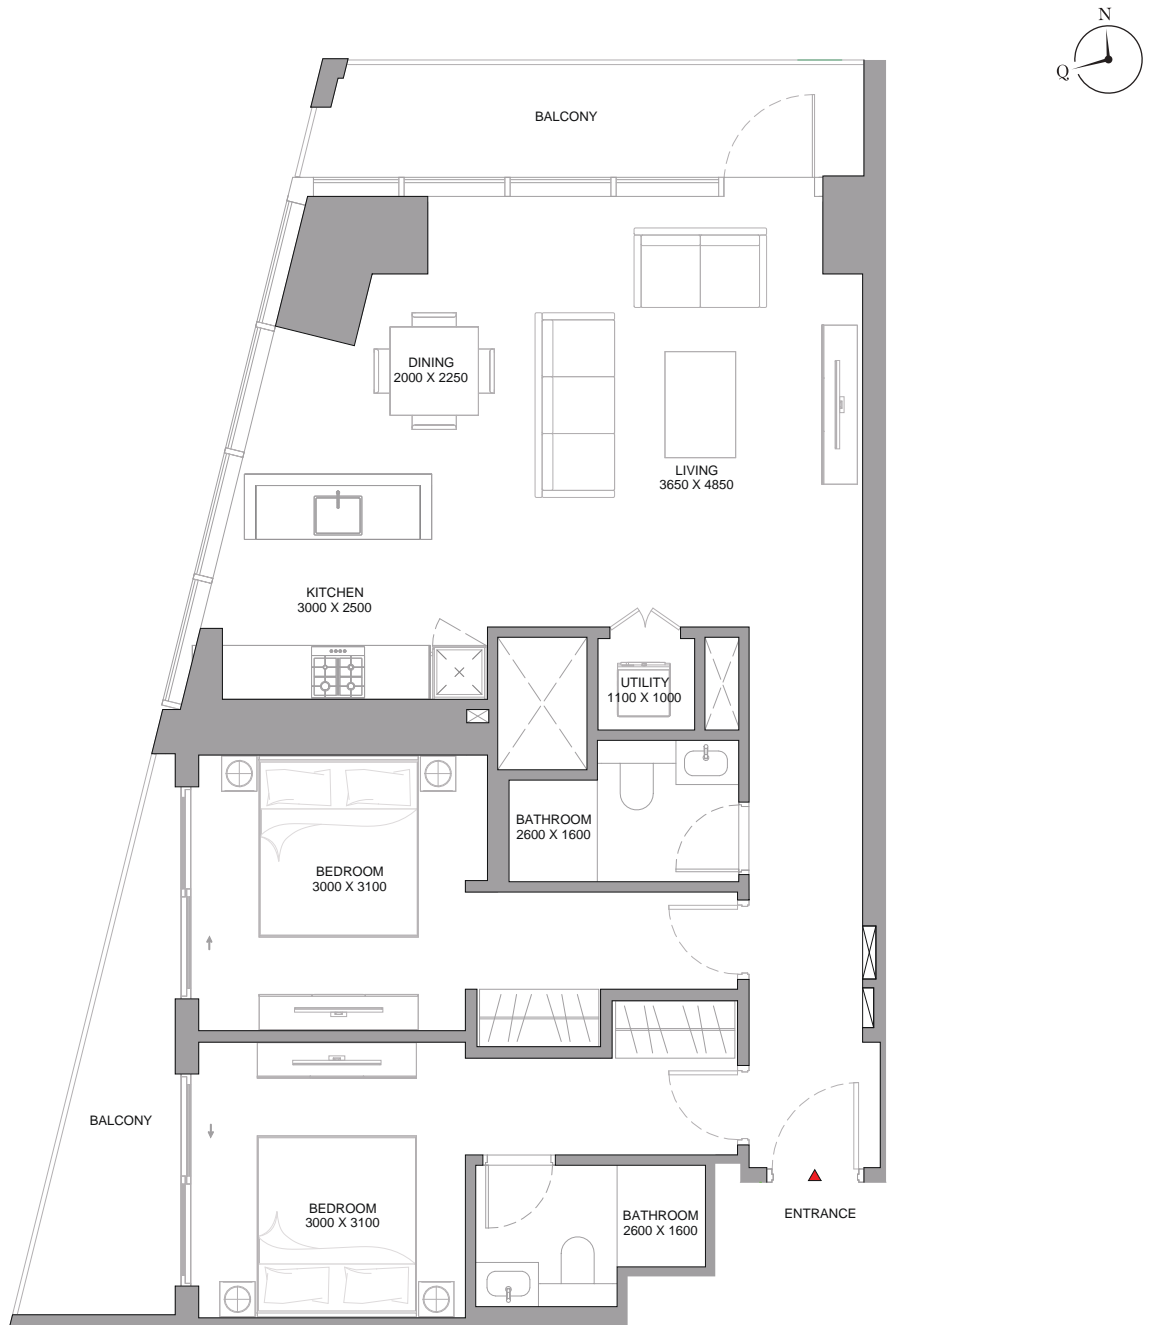 N
Q
BALCONY
DINING
2000 X 2250
LIVING
3650 X 4850
KITCHEN
3000 X 2500
UTILITY
1100 X 1000
BATHROOM
2600 X 1600
BEDROOM
3000 X 3100
BALCONY
BEDROOM
3000 X 3100
BATHROOM
2600 X 1600
ENTRANCE